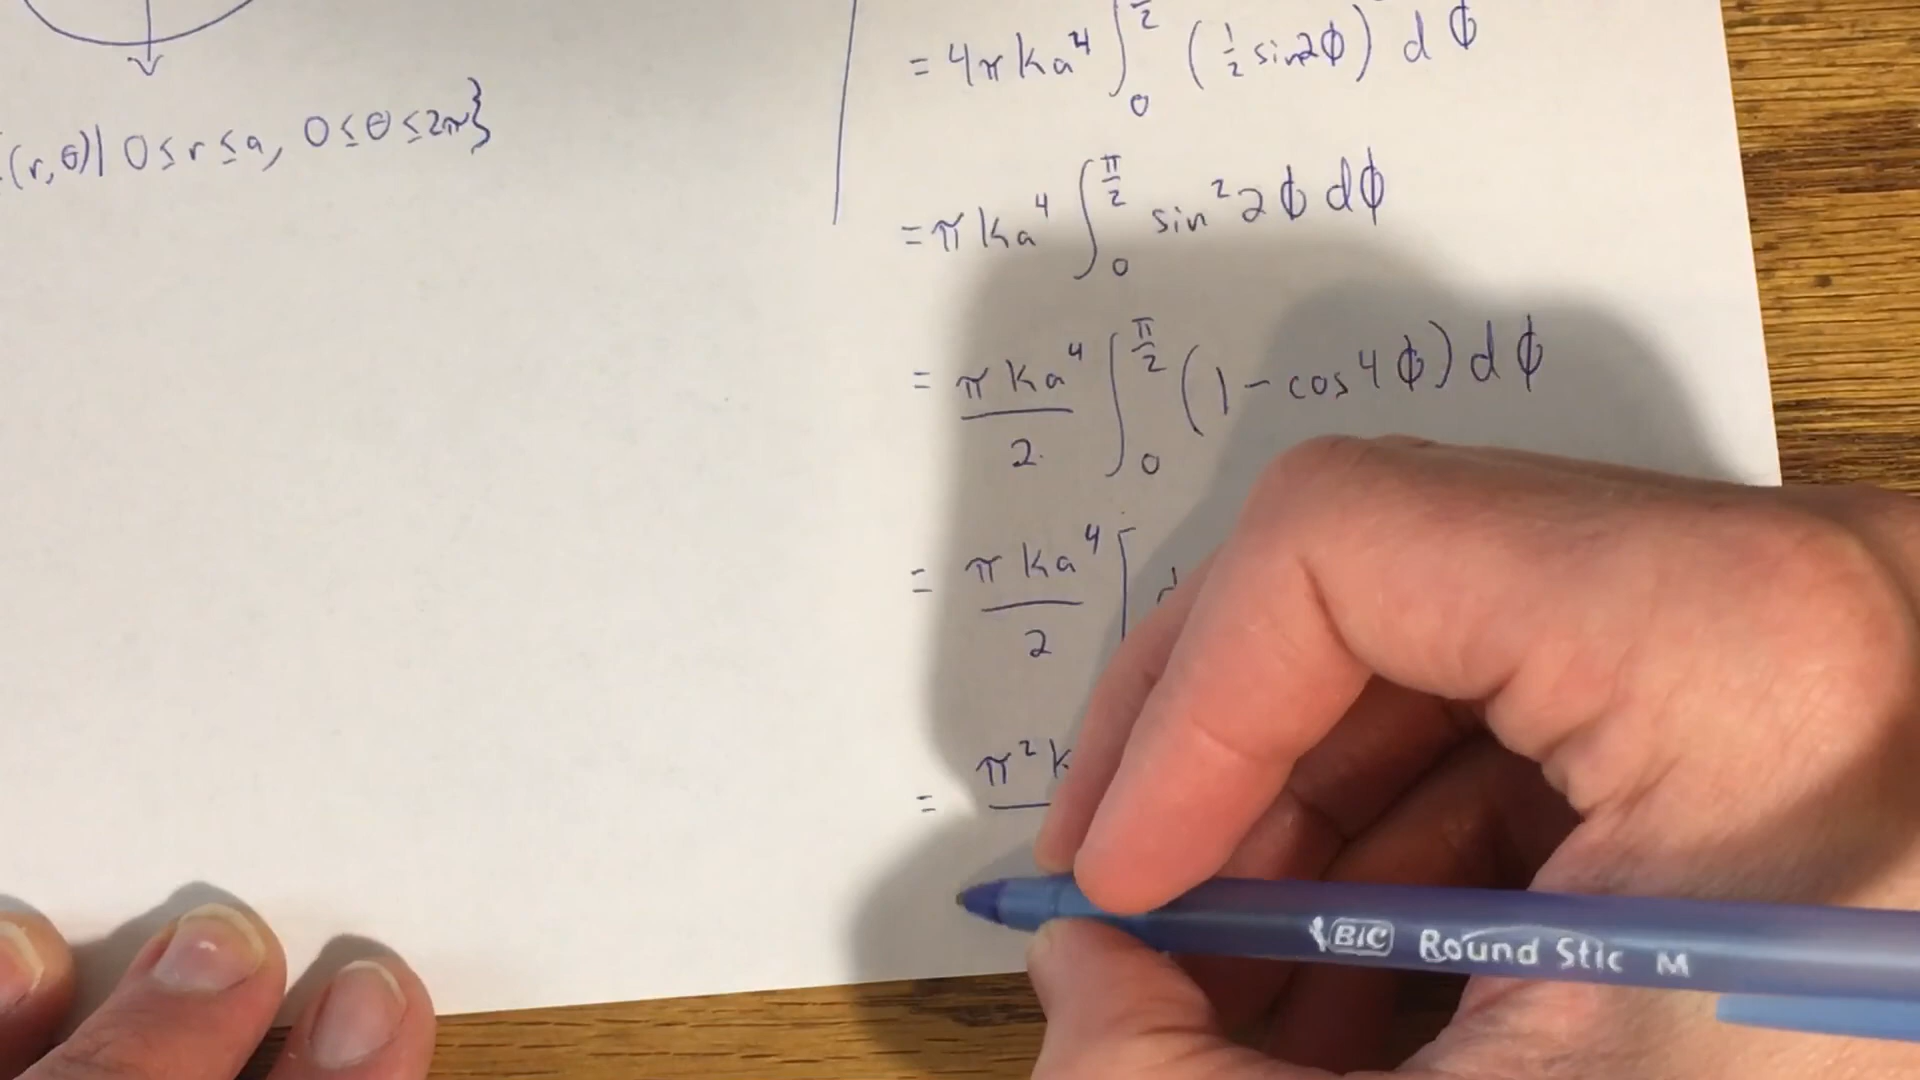 (r,θ)| 0≤r≤a, 0≤θ≤2π}
= 4πka⁴ ∫₀^{π/2} (½ sin2φ) dφ
= πka⁴ ∫₀^{π/2} sin²2φ dφ
= πka⁴/2 ∫₀^{π/2} (1-cos4φ) dφ
= πka⁴/2 [
= π²k
BIC Round Stic M